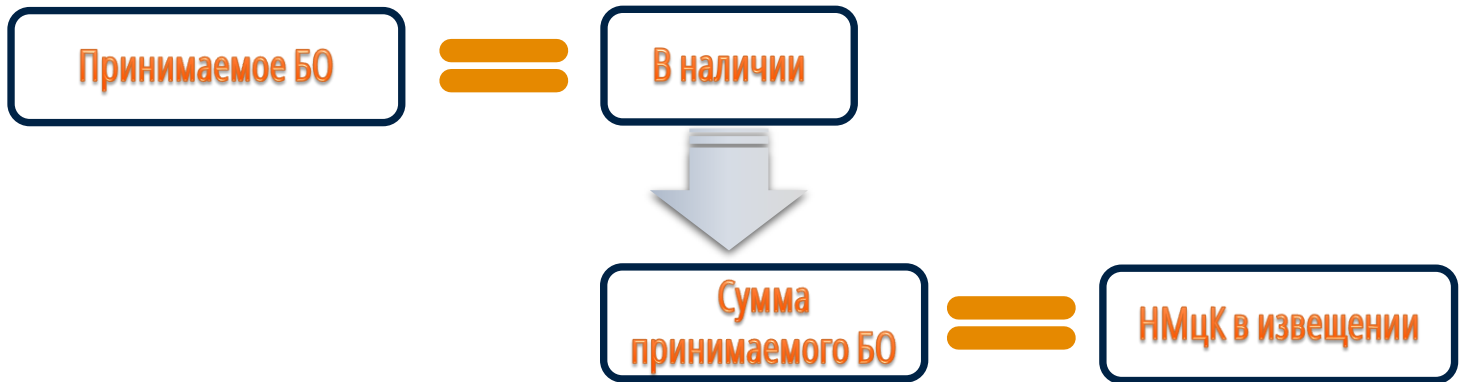 Принимаемое БО
В наличии
Сумма
принимаемого БО
НМцК в извещении